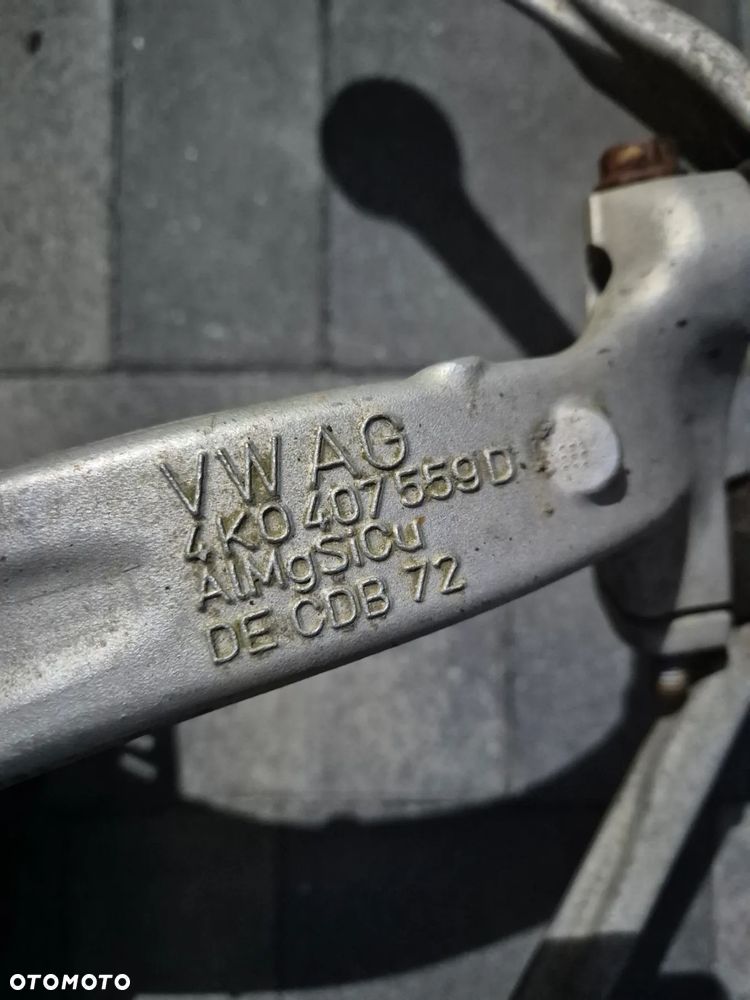 VW AG
4K0 407 559 D
AlMgSiCu
DE CDB 72
OTOMOTO